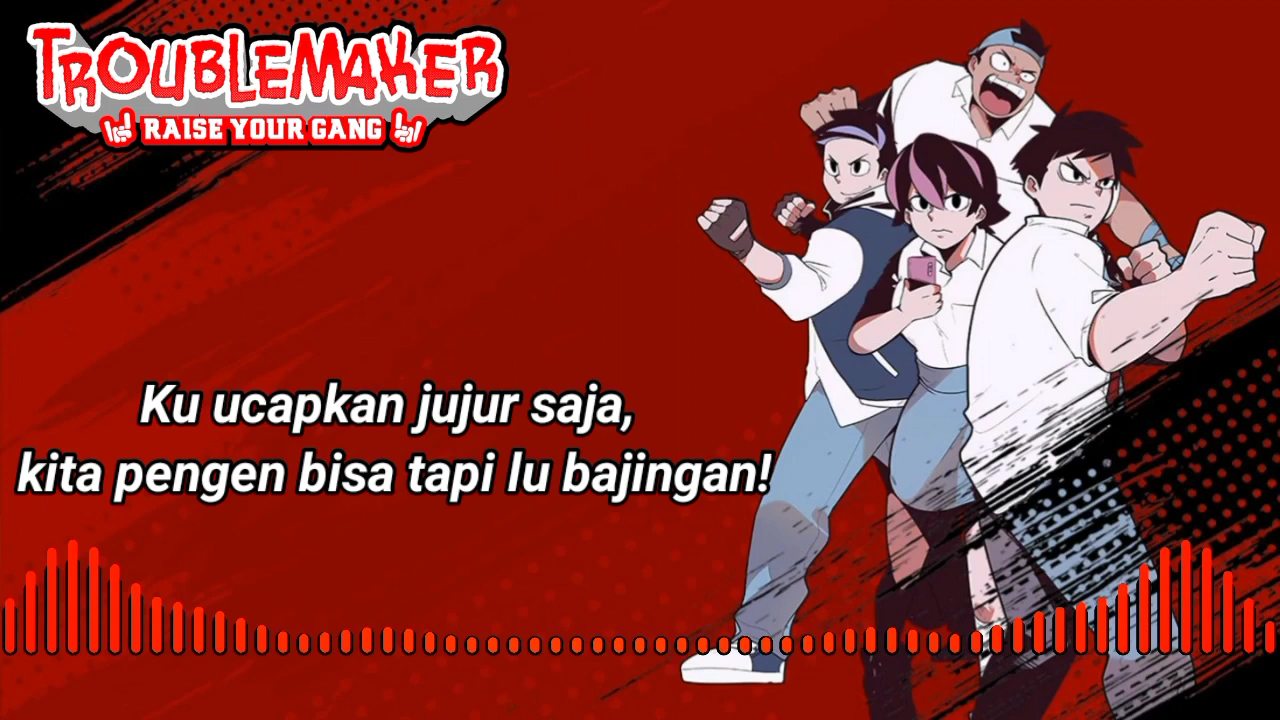 TROUBLEMAKER
RAISE YOUR GANG
Ku ucapkan jujur saja,
kita pengen bisa tapi lu bajingan!